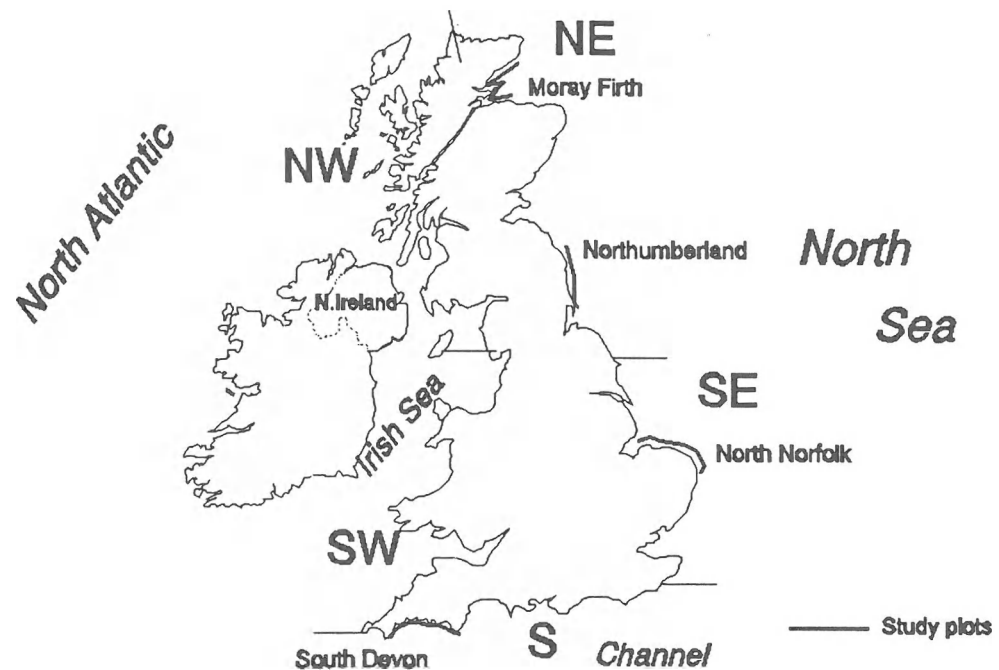 NE
Moray Firth
NW
North Atlantic
Northumberland
North
Sea
N.Ireland
SE
Irish Sea
North Norfolk
SW
Study plots
S
Channel
South Devon